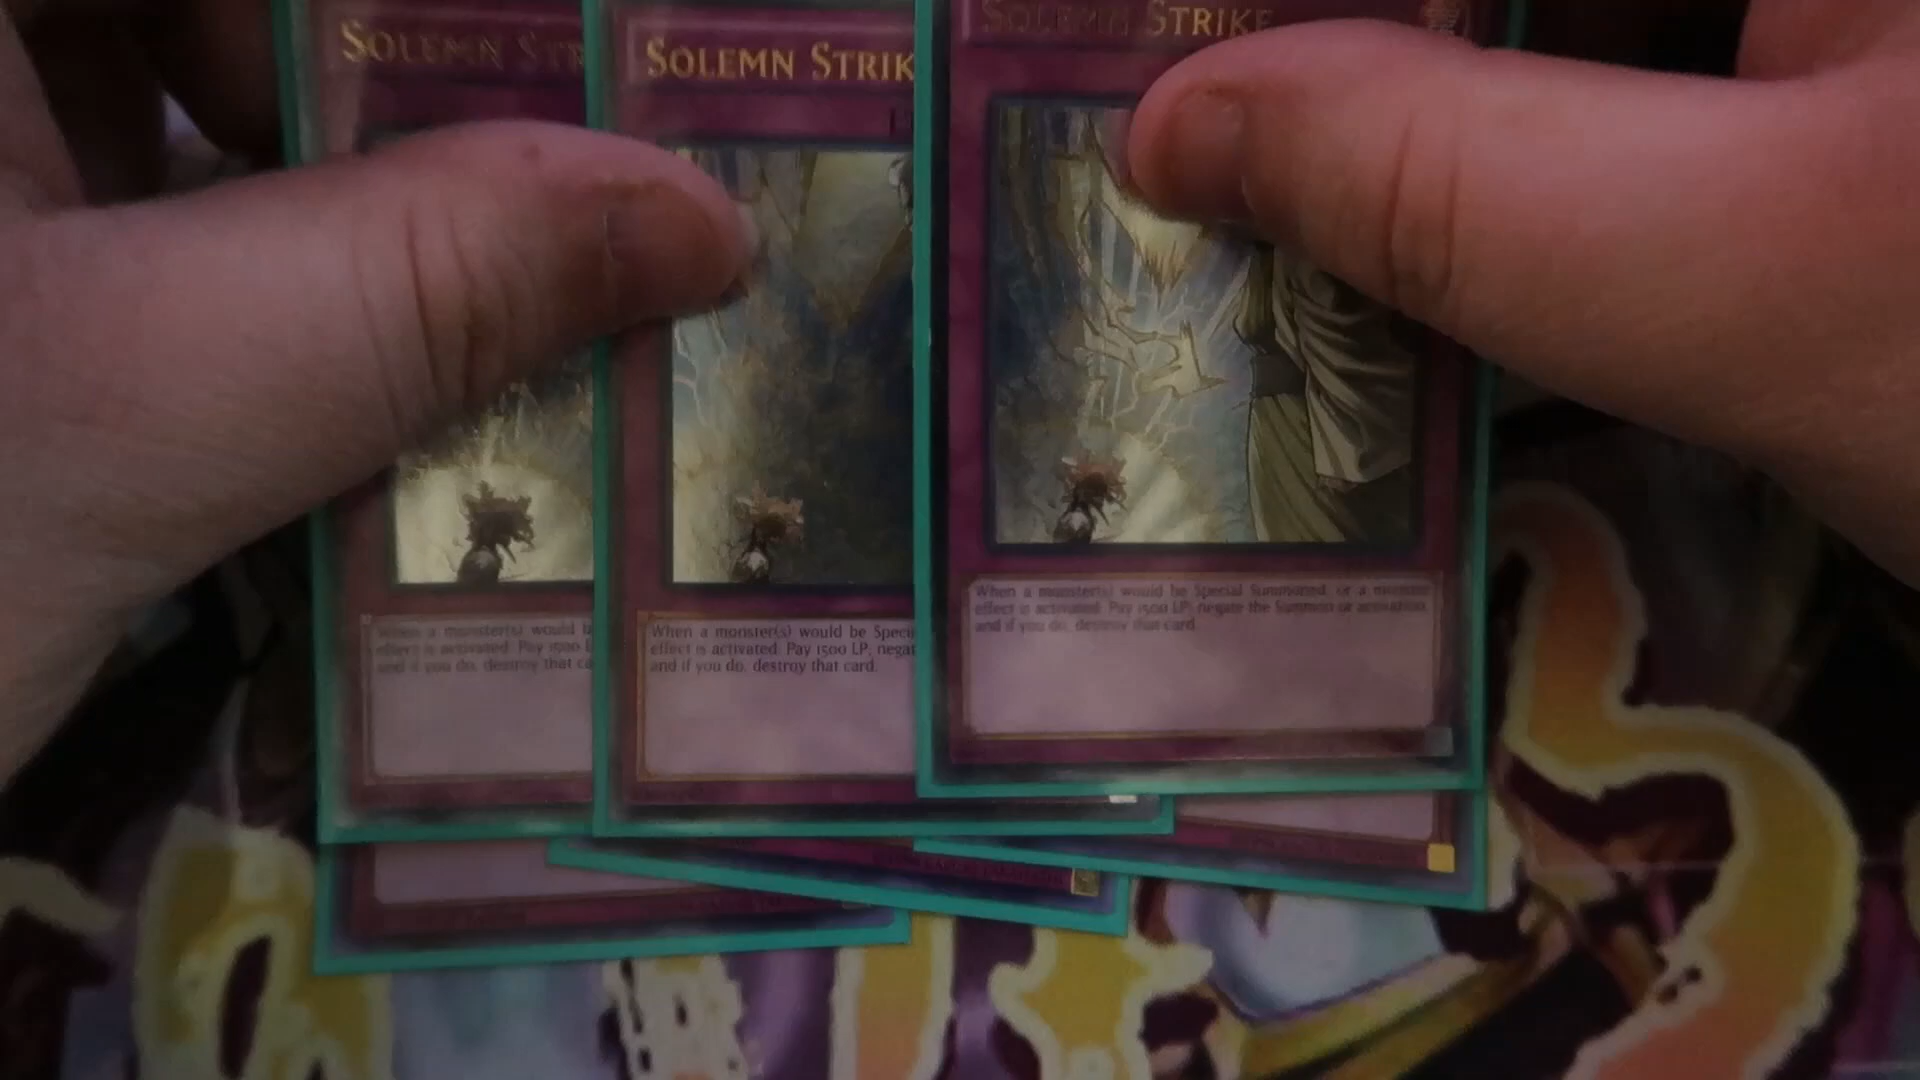 SOLEMN STR
SOLEMN STRIK
SOLEMN STRIKE
When a monster(s) would b
effect is activated: Pay 1500 L
and if you do, destroy that ca
When a monster(s) would be Speci
effect is activated: Pay 1500 LP; negat
and if you do, destroy that card.
When a monster(s) would be Special Summoned, or a monster
effect is activated: Pay 1500 LP; negate the Summon or activation,
and if you do, destroy that card.